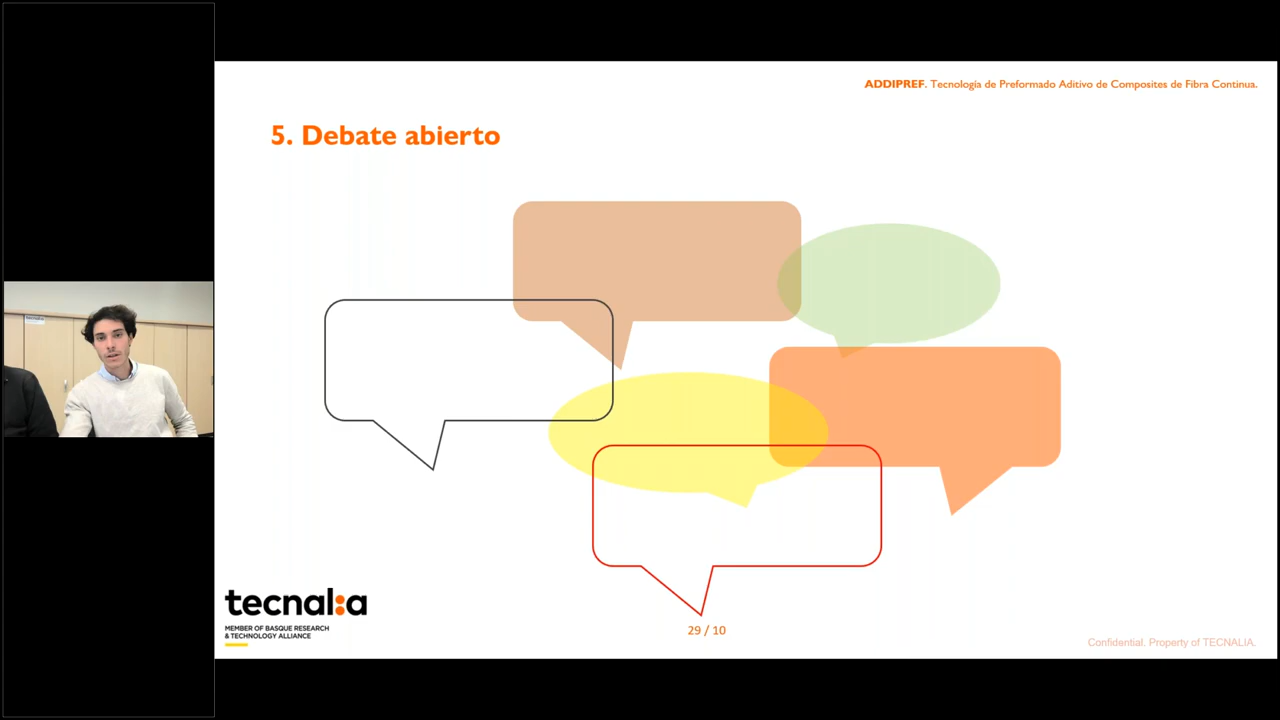 ADDIPREF. Tecnología de Preformado Aditivo de Composites de Fibra Continua.
5. Debate abierto
tecnal:a
MEMBER OF BASQUE RESEARCH
& TECHNOLOGY ALLIANCE
29 / 10
Confidential. Property of TECNALIA.